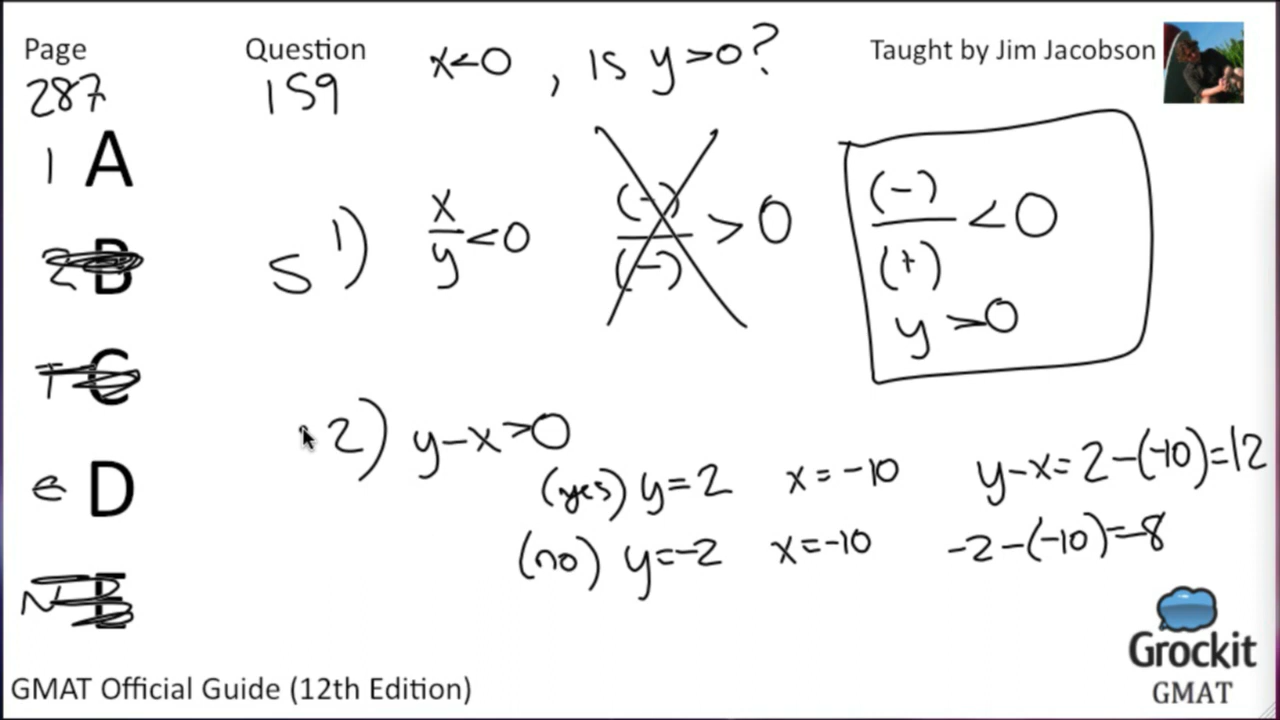 Page
Question
x<0, is y>0?
Taught by Jim Jacobson
287
159
1 A
2 B
T C
e D
N E
S 1) x/y <0
(-)/(-) > 0
(-)/(+) < 0
y >0
2) y-x>0
(yes) y=2 x=-10 y-x=2-(-10)=12
(no) y=-2 x=-10 -2-(-10)=-8
Grockit
GMAT
GMAT Official Guide (12th Edition)